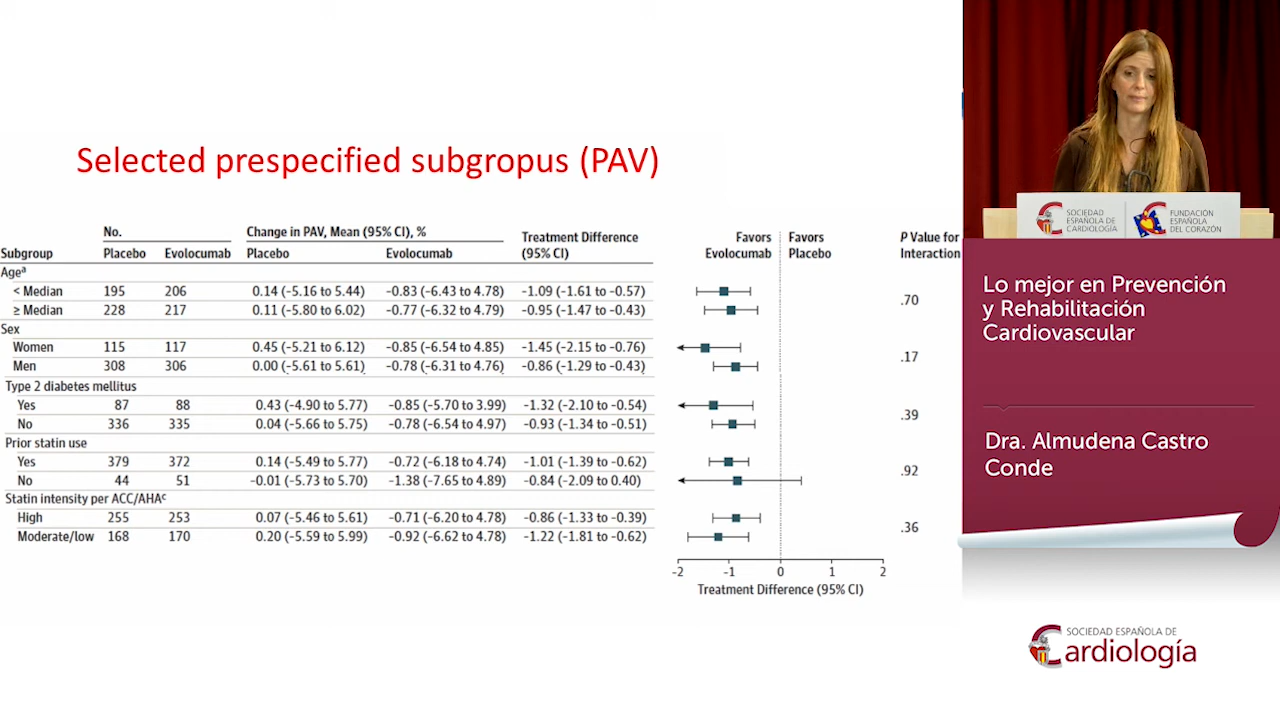 Selected prespecified subgropus (PAV)
No. Change in PAV, Mean (95% CI), % Treatment Difference (95% CI) Favors Evolocumab Favors Placebo P Value for Interaction
Subgroup Placebo Evolocumab Placebo Evolocumab
Ageᵃ
< Median 195 206 0.14 (−5.16 to 5.44) -0.83 (−6.43 to 4.78) -1.09 (−1.61 to −0.57) .70
≥ Median 228 217 0.11 (−5.80 to 6.02) -0.77 (−6.32 to 4.79) -0.95 (−1.47 to −0.43)
Sex
Women 115 117 0.45 (−5.21 to 6.12) -0.85 (−6.54 to 4.85) -1.45 (−2.15 to −0.76) .17
Men 308 306 0.00 (−5.61 to 5.61) -0.78 (−6.31 to 4.76) -0.86 (−1.29 to −0.43)
Type 2 diabetes mellitus
Yes 87 88 0.43 (−4.90 to 5.77) -0.85 (−5.70 to 3.99) -1.32 (−2.10 to −0.54) .39
No 336 335 0.04 (−5.66 to 5.75) -0.78 (−6.54 to 4.97) -0.93 (−1.34 to −0.51)
Prior statin use
Yes 379 372 0.14 (−5.49 to 5.77) -0.72 (−6.18 to 4.74) -1.01 (−1.39 to −0.62) .92
No 44 51 -0.01 (−5.73 to 5.70) -1.38 (−7.65 to 4.89) -0.84 (−2.09 to 0.40)
Statin intensity per ACC/AHAᶜ
High 255 253 0.07 (−5.46 to 5.61) -0.71 (−6.20 to 4.78) -0.86 (−1.33 to −0.39) .36
Moderate/low 168 170 0.20 (−5.59 to 5.99) -0.92 (−6.62 to 4.78) -1.22 (−1.81 to −0.62)
-2 -1 0 1 2
Treatment Difference (95% CI)
SOCIEDAD
ESPAÑOLA DE
CARDIOLOGÍA
FUNDACIÓN
ESPAÑOLA
DEL CORAZÓN
Lo mejor en Prevención
y Rehabilitación
Cardiovascular
Dra. Almudena Castro
Conde
SOCIEDAD ESPAÑOLA DE
Cardiología